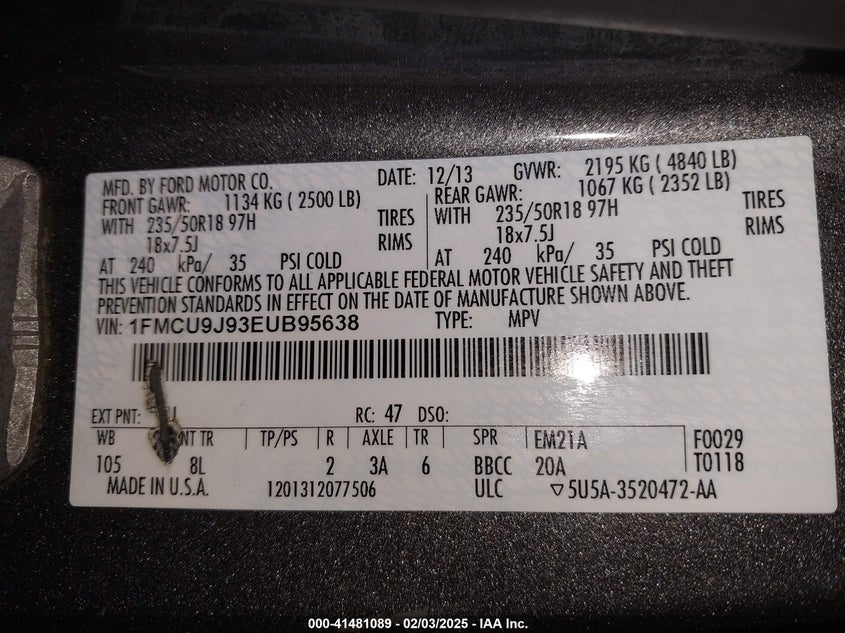 MFD. BY FORD MOTOR CO. DATE: 12/13 GVWR: 2195 KG ( 4840 LB)
FRONT GAWR: 1134 KG ( 2500 LB) REAR GAWR: 1067 KG ( 2352 LB)
WITH 235/50R18 97H TIRES WITH 235/50R18 97H TIRES
18x7.5J RIMS 18x7.5J RIMS
AT 240 kPa/ 35 PSI COLD AT 240 kPa/ 35 PSI COLD
THIS VEHICLE CONFORMS TO ALL APPLICABLE FEDERAL MOTOR VEHICLE SAFETY AND THEFT
PREVENTION STANDARDS IN EFFECT ON THE DATE OF MANUFACTURE SHOWN ABOVE.
VIN: 1FMCU9J93EUB95638 TYPE: MPV
EXT PNT: RC: 47 DSO:
WB NT TR TP/PS R AXLE TR SPR EM21A F0029
105 8L 2 3A 6 BBCC 20A T0118
MADE IN U.S.A. 1201312077506 ULC ▽5U5A-3520472-AA
000-41481089 - 02/03/2025 - IAA Inc.